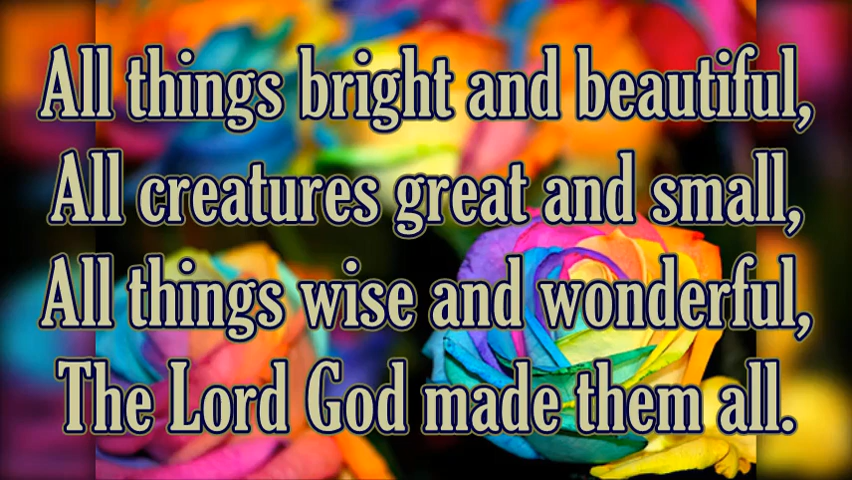 All things bright and beautiful,
All creatures great and small,
All things wise and wonderful,
The Lord God made them all.